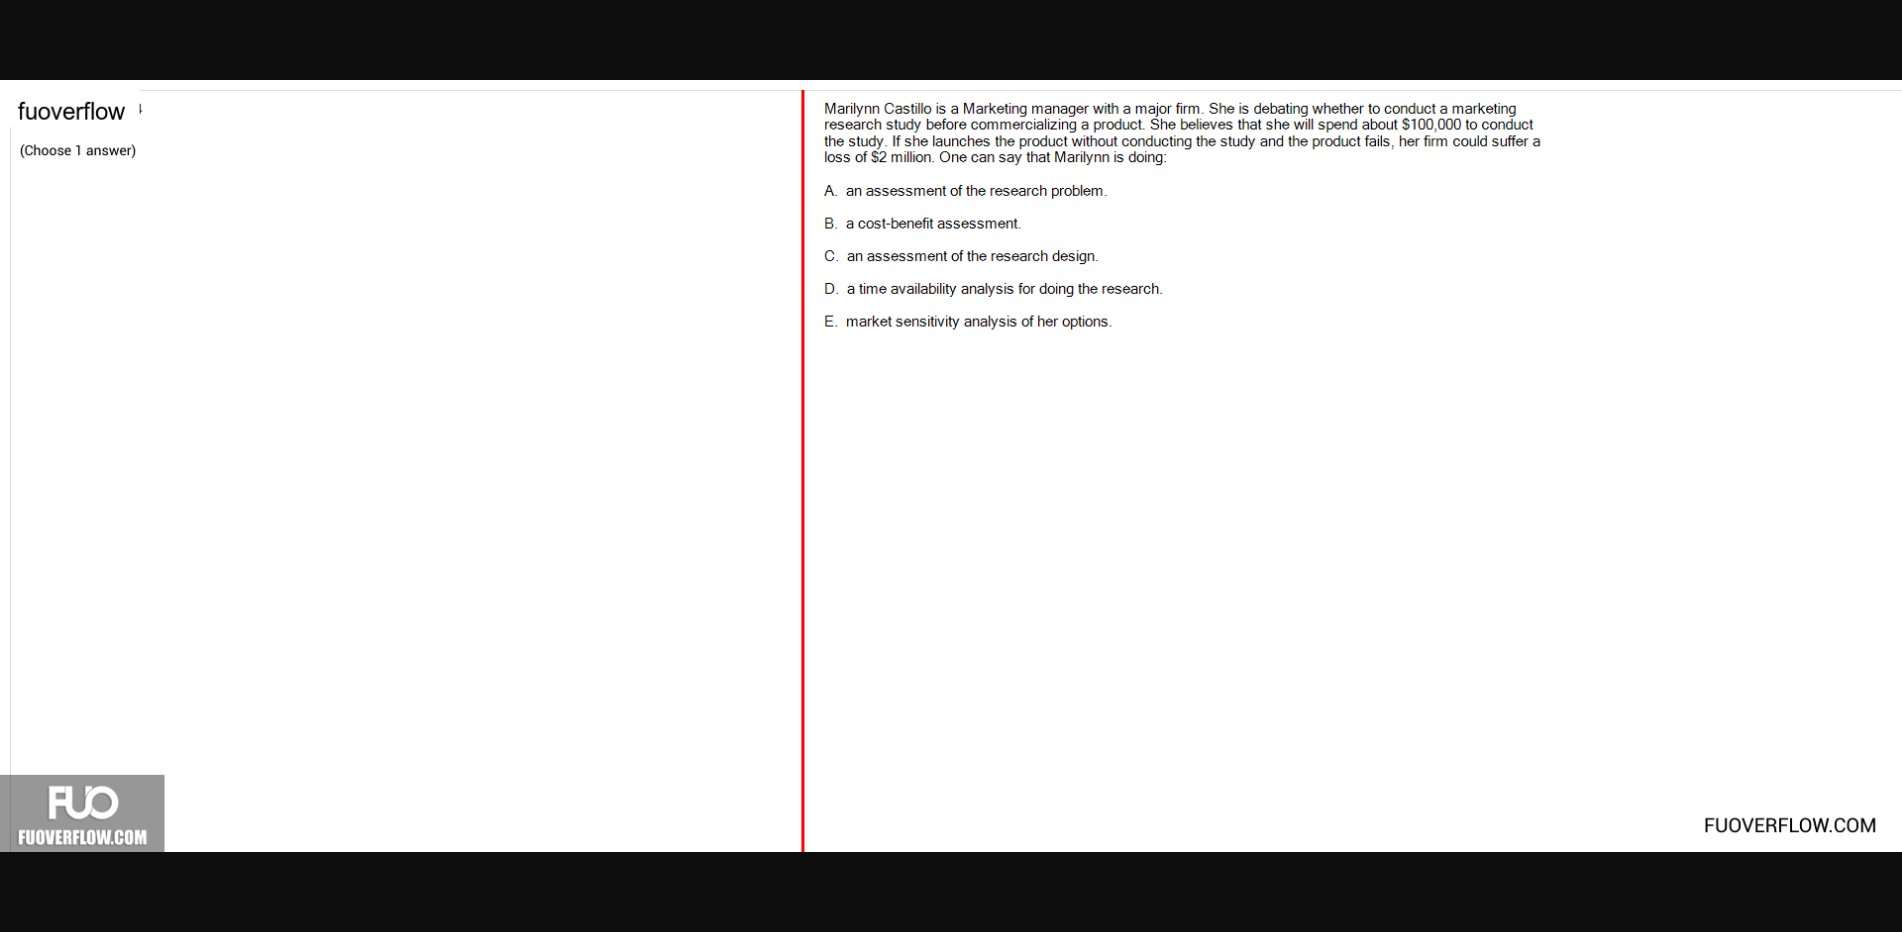 fuoverflow
(Choose 1 answer)
Marilynn Castillo is a Marketing manager with a major firm. She is debating whether to conduct a marketing
research study before commercializing a product. She believes that she will spend about $100,000 to conduct
the study. If she launches the product without conducting the study and the product fails, her firm could suffer a
loss of $2 million. One can say that Marilynn is doing:
A. an assessment of the research problem.
B. a cost-benefit assessment.
C. an assessment of the research design.
D. a time availability analysis for doing the research.
E. market sensitivity analysis of her options.
FUO
FUOVERFLOW.COM
FUOVERFLOW.COM